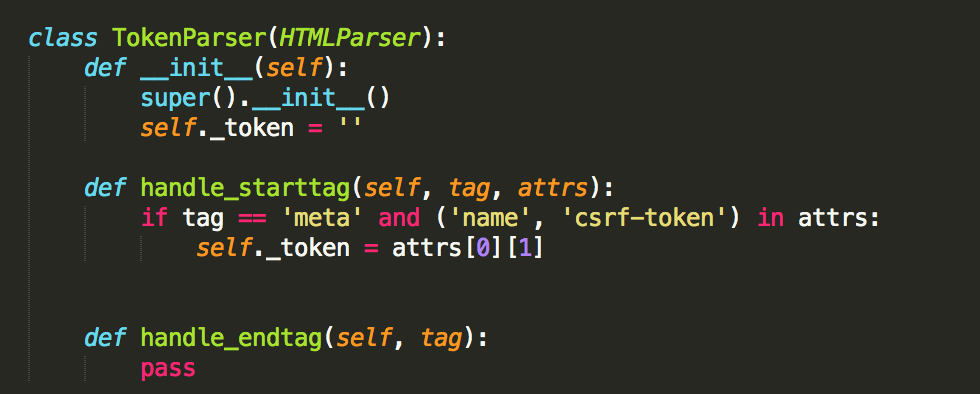 class TokenParser(HTMLParser):
    def __init__(self):
        super().__init__()
        self._token = ''
    def handle_starttag(self, tag, attrs):
        if tag == 'meta' and ('name', 'csrf-token') in attrs:
            self._token = attrs[0][1]
    def handle_endtag(self, tag):
        pass